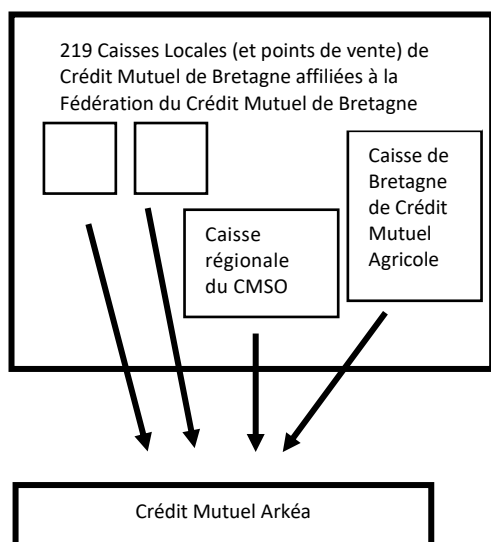 219 Caisses Locales (et points de vente) de
Crédit Mutuel de Bretagne affiliées à la
Fédération du Crédit Mutuel de Bretagne
Caisse de
Bretagne
de Crédit
Mutuel
Agricole
Caisse
régionale
du CMSO
Crédit Mutuel Arkéa